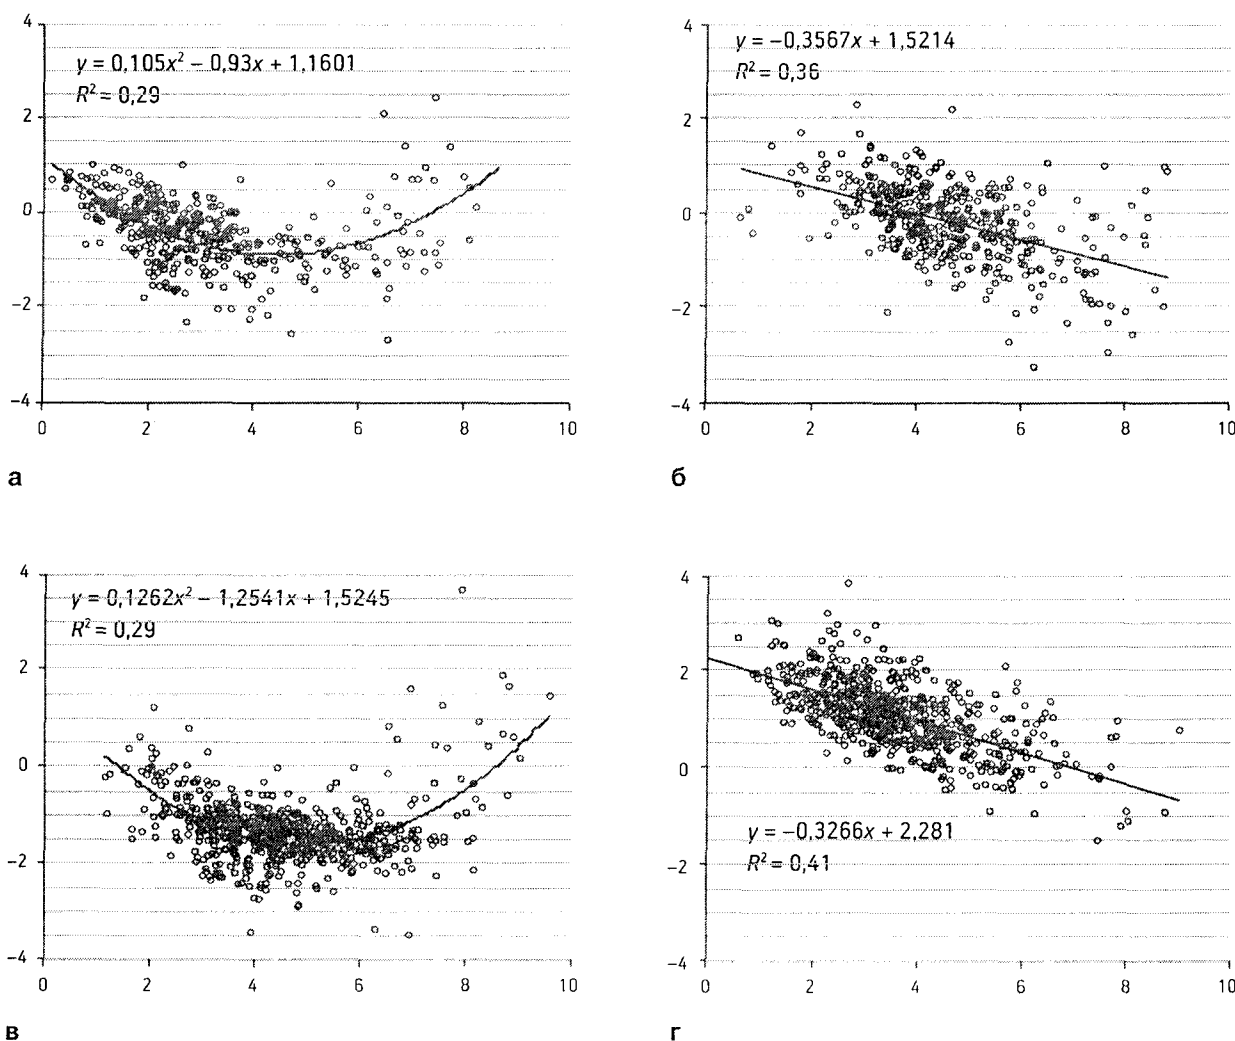 4
y = 0,105x² − 0,93x + 1,1601
R² = 0,29
2
0
−2
−4
0 2 4 6 8 10
а
4
y = −0,3567x + 1,5214
R² = 0,36
2
0
−2
−4
0 2 4 6 8 10
б
4
y = 0,1262x² − 1,2541x + 1,5245
R² = 0,29
2
0
−2
−4
0 2 4 6 8 10
в
4
2
0
y = −0,3266x + 2,281
R² = 0,41
−2
−4
0 2 4 6 8 10
г